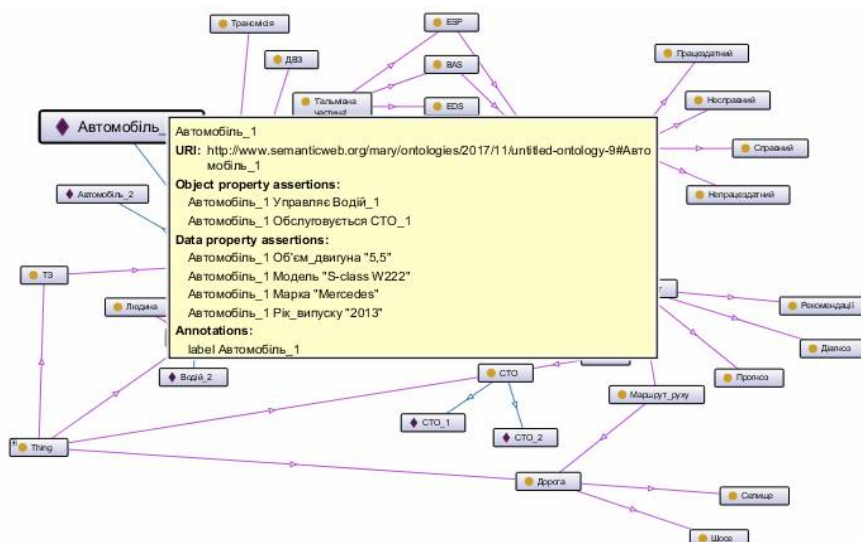 Трансмісія
ESP
ДВЗ
BAS
Працездатний
Гальмівна
частина
EDS
Несправний
Автомобіль_
Справний
Автомобіль_2
Непрацездатний
Автомобіль_1
URI: http://www.semanticweb.org/mary/ontologies/2017/11/untitled-ontology-9#Авто
мобіль_1
Object property assertions:
Автомобіль_1 Управляє Водій_1
Автомобіль_1 Обслуговується СТО_1
Data property assertions:
Автомобіль_1 Об'єм_двигуна "5,5"
Автомобіль_1 Модель "S-class W222"
Автомобіль_1 Марка "Mercedes"
Автомобіль_1 Рік_випуску "2013"
Annotations:
label Автомобіль_1
ТЗ
Людина
Рекомендації
Діагноз
Водій_2
СТО
Прогноз
Маршрут_руху
СТО_1
СТО_2
Thing
Дорога
Селище
Шосе